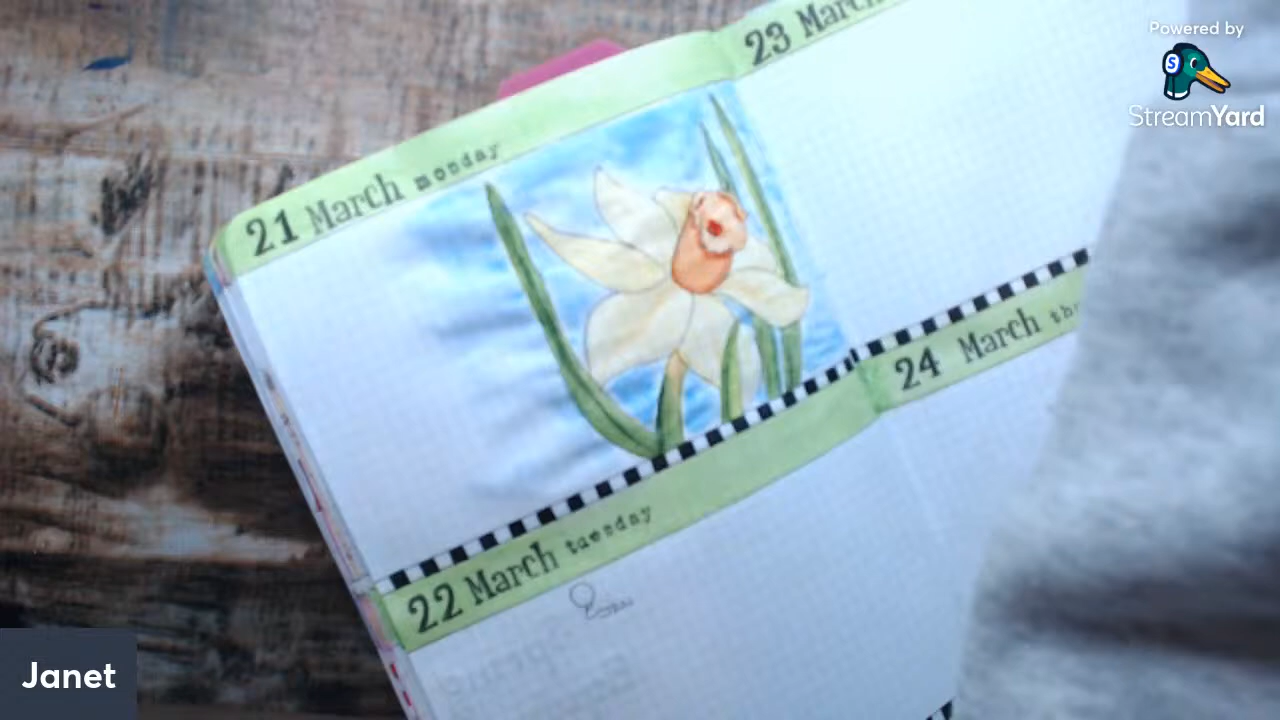 Powered by
StreamYard
23 March
21 March monday
24 March
22 March tuesday
Janet